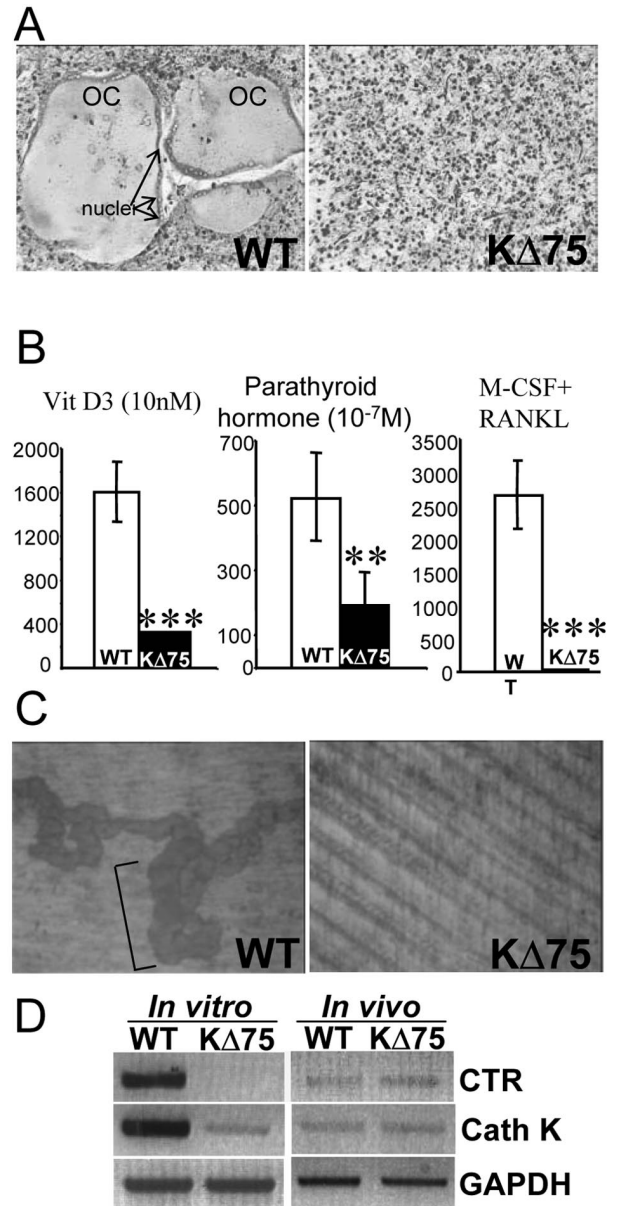 A
OC
OC
nuclei
WT
KΔ75
B
Vit D3 (10nM)
2000
1600
1200
800
400
0
***
WT
KΔ75
Parathyroid
hormone (10⁻⁷M)
700
500
300
100
0
**
WT
KΔ75
M-CSF+
RANKL
3500
3000
2500
2000
1500
1000
500
0
***
W
T
KΔ75
C
WT
KΔ75
D
In vitro
In vivo
WT KΔ75
WT KΔ75
CTR
Cath K
GAPDH